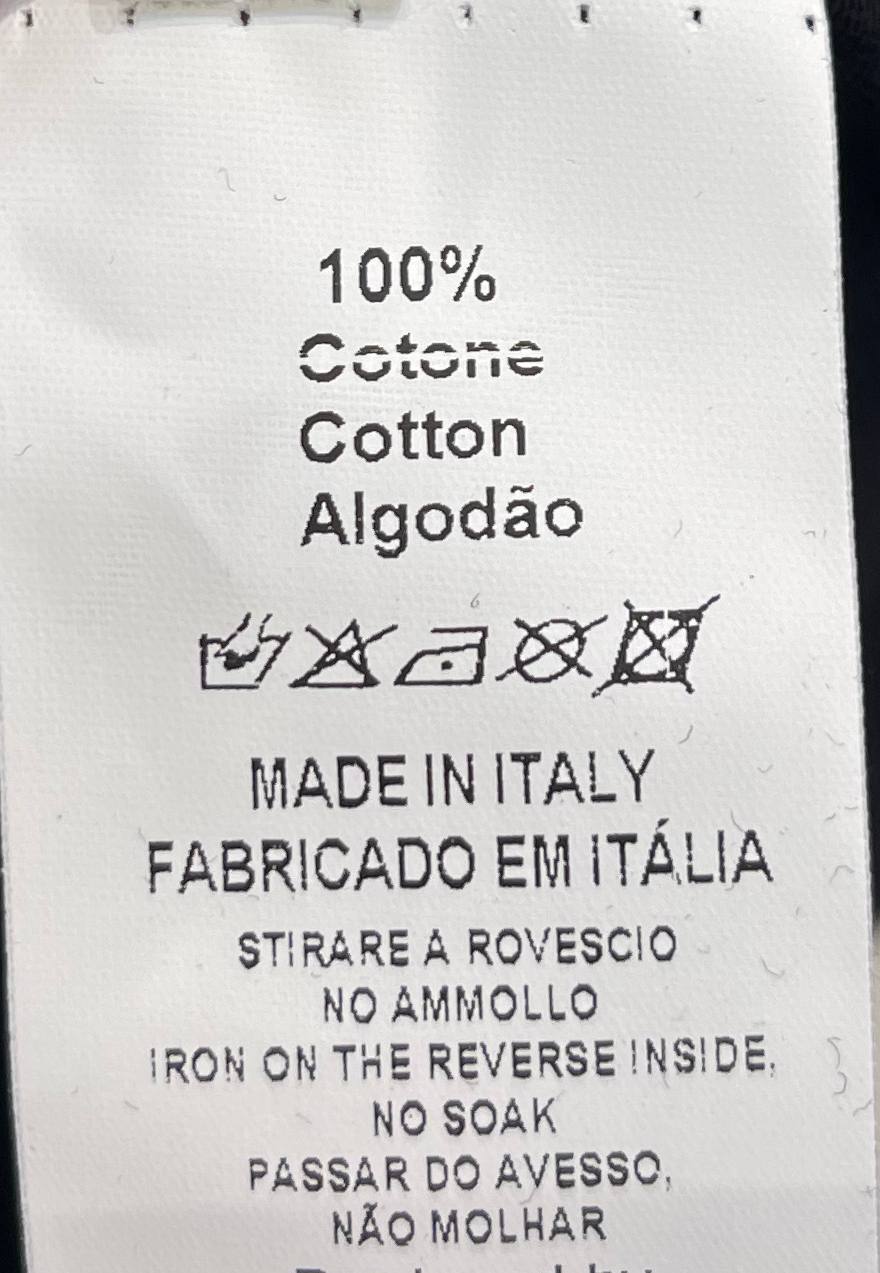 100%
Cotone
Cotton
Algodão
MADE IN ITALY
FABRICADO EM ITÁLIA
STIRARE A ROVESCIO
NO AMMOLLO
IRON ON THE REVERSE INSIDE,
NO SOAK
PASSAR DO AVESSO,
NÃO MOLHAR